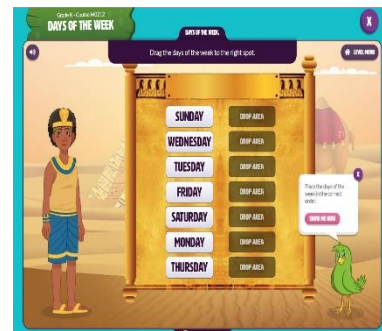 DAYS OF THE WEEK
X
DAYS OF THE WEEK
Drag the days of the week to the right spot.
LEVEL MENU
SUNDAY DROP AREA
WEDNESDAY DROP AREA
TUESDAY DROP AREA
FRIDAY DROP AREA
SATURDAY DROP AREA
MONDAY DROP AREA
THURSDAY DROP AREA
X
Place the days of the
week in the correct
order.
SHOW ME HOW